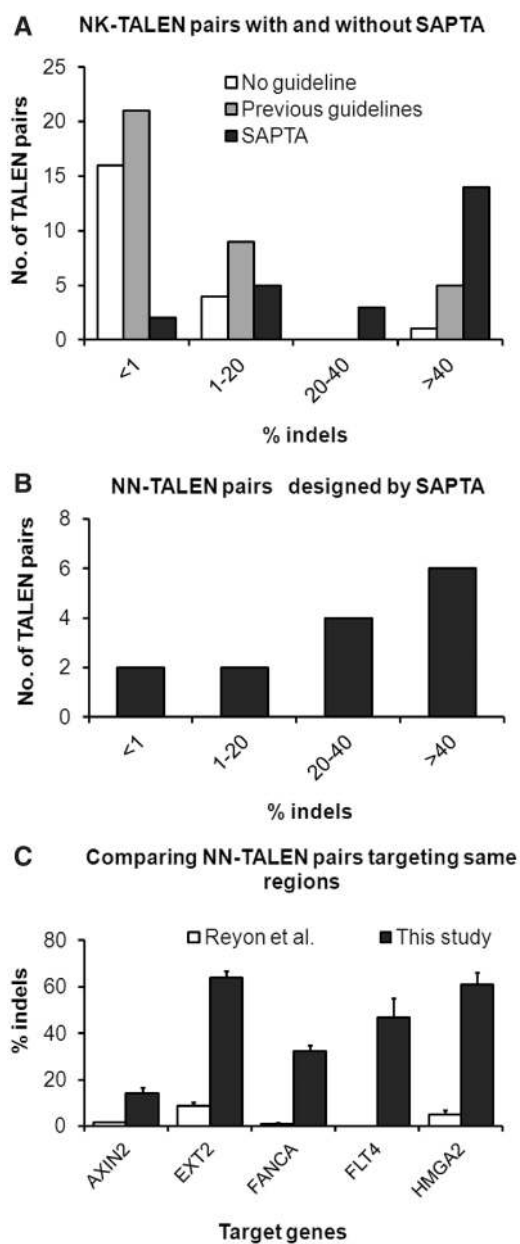 A NK-TALEN pairs with and without SAPTA
No guideline
Previous guidelines
SAPTA
No. of TALEN pairs
25
20
15
10
5
0
<1 1-20 20-40 >40
% indels
B NN-TALEN pairs designed by SAPTA
No. of TALEN pairs
8
6
4
2
0
<1 1-20 20-40 >40
% indels
C Comparing NN-TALEN pairs targeting same
regions
Reyon et al. This study
% indels
80
60
40
20
0
AXIN2 EXT2 FANCA FLT4 HMGA2
Target genes